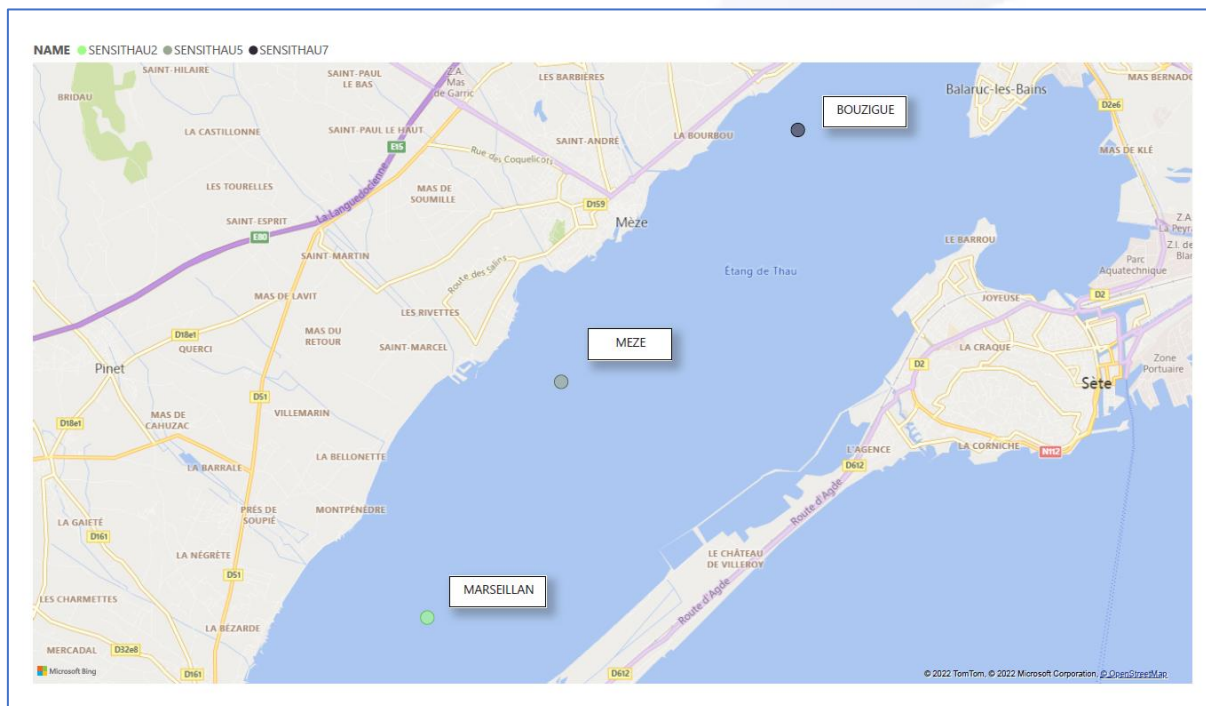 NAME SENSITHAU2 SENSITHAU5 SENSITHAU7
SAINT-HILAIRE
SAINT-PAUL
LE BAS
Z.A.
Mas
de Garric
LES BARBIÈRES
Balaruc-les-Bains
MAS BERNADO
BRIDAU
D2e6
BOUZIGUE
LA CASTILLONNE
SAINT-PAUL LE HAUT
E15
SAINT-ANDRÉ
LA BOURBOU
MAS DE KLÉ
Rue des Coquelicots
LES TOURELLES
MAS DE
SOUMILLE
La Languedocienne
D159
SAINT-ESPRIT
Mèze
Z.A.
La Peyra
E80
LE BARROU
Z.I. de
Blan
SAINT-MARTIN
Route des Salins
Étang de Thau
Parc
Aquatechnique
MAS DE LAVIT
JOYEUSE
D2
LES RIVETTES
D18e1
MAS DU
RETOUR
QUERCI
SAINT-MARCEL
MEZE
LA CRAQUE
Zone
Portuaire
D2
Pinet
Sète
D51
MAS DE
CAHUZAC
VILLEMARIN
D18e1
LA BELLONETTE
L'AGENCE
LA CORNICHE
N112
LA BARRALE
D612
PRÉS DE
SOUPIÉ
MONTPÉNÈDRE
Route d'Agde
LA GAIETÉ
D161
LA NÉGRÈTE
LE CHÂTEAU
DE VILLEROY
D51
MARSEILLAN
LES CHARMETTES
Route d'Agde
LA BÉZARDE
MERCADAL
D32e8
Microsoft Bing
D161
D612
© 2022 TomTom, © 2022 Microsoft Corporation, © OpenStreetMap